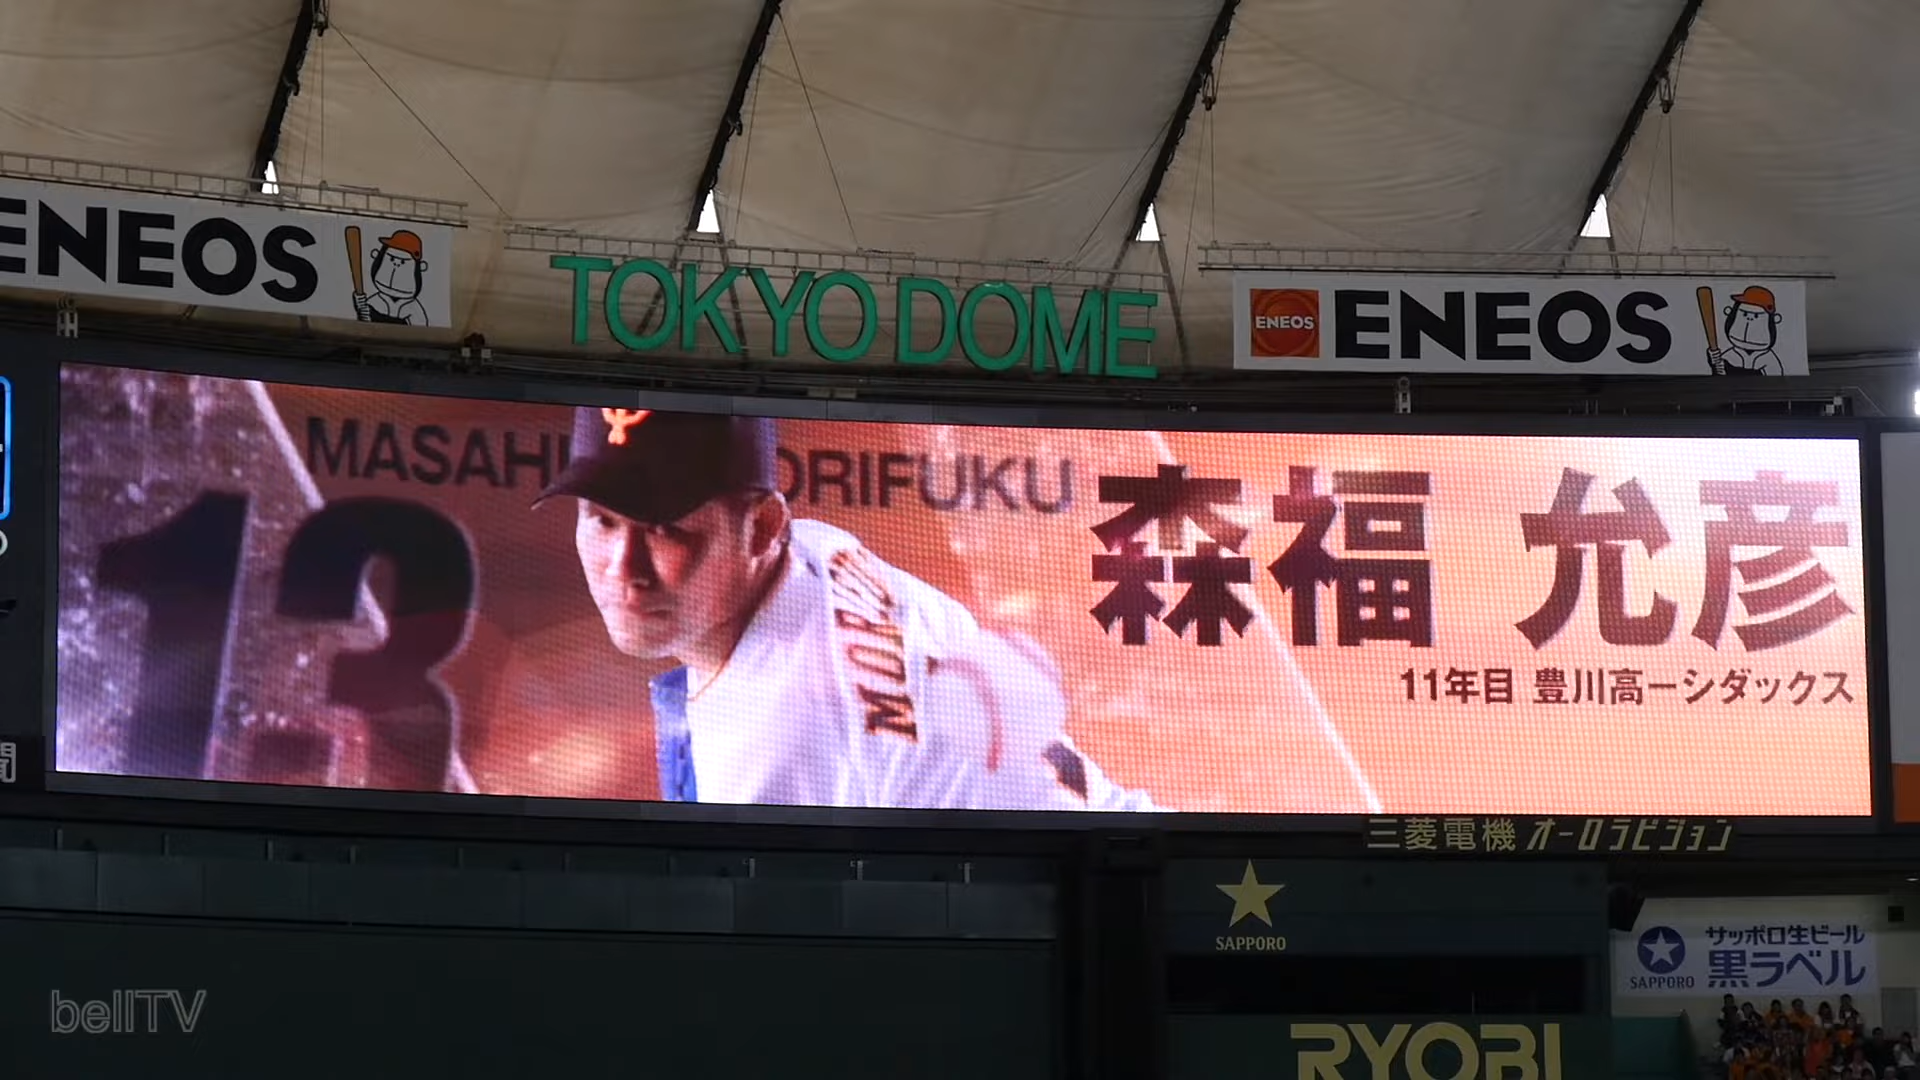 ENEOS
TOKYO DOME
ENEOS ENEOS
MASAHI ORIFUKU
13
森福 允彦
MORIFU
11年目 豊川高ーシダックス
聞
三菱電機 オーロラビジョン
SAPPORO
SAPPORO
サッポロ生ビール
黒ラベル
RYOBI
bellTV